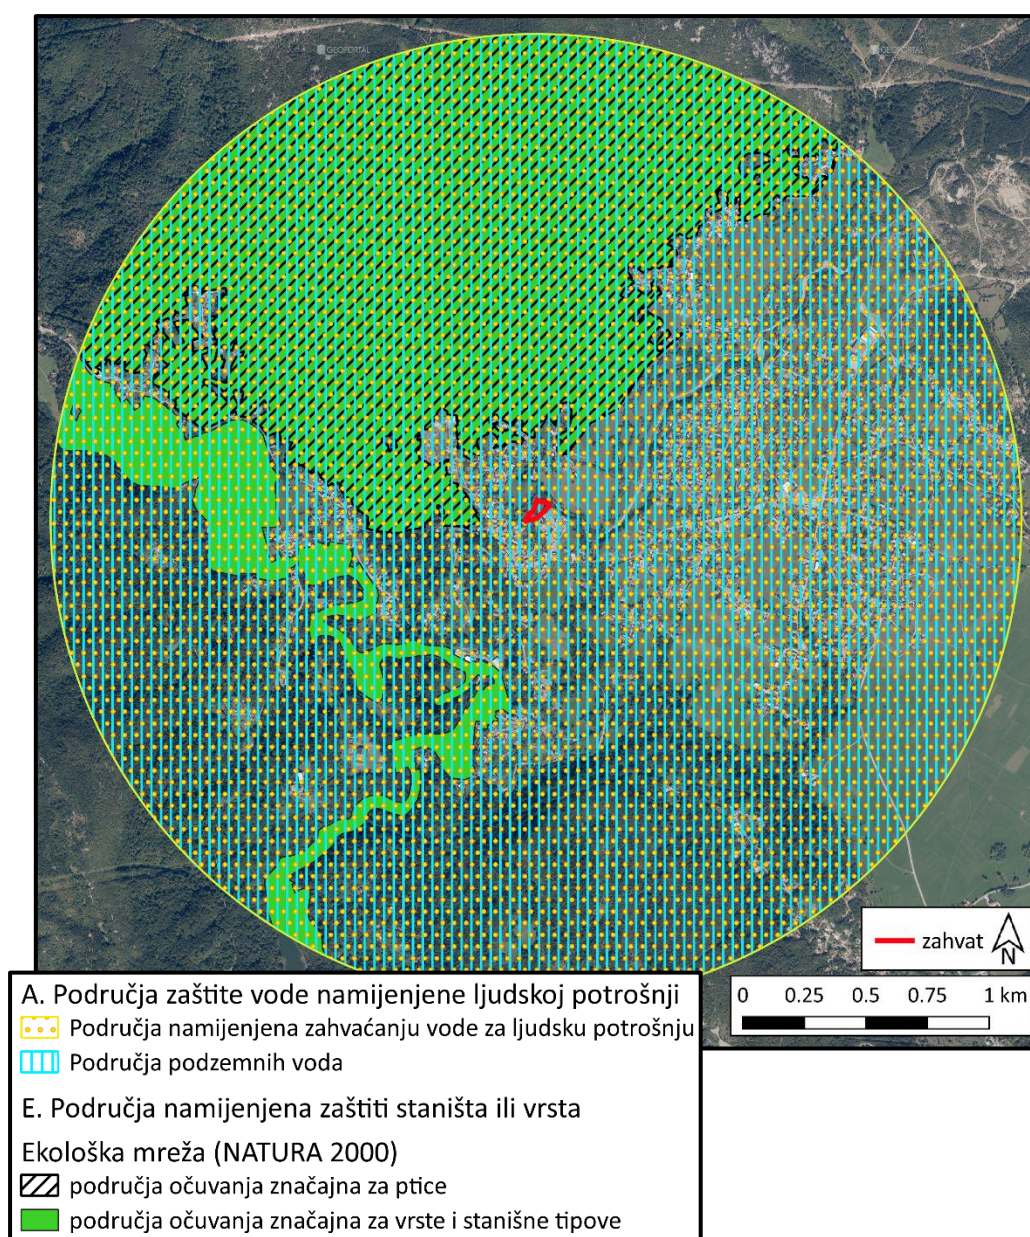 GEOPORTAL
GEOPORTAL
zahvat
N
0 0.25 0.5 0.75 1 km
A. Područja zaštite vode namijenjene ljudskoj potrošnji
Područja namijenjena zahvaćanju vode za ljudsku potrošnju
Područja podzemnih voda
E. Područja namijenjena zaštiti staništa ili vrsta
Ekološka mreža (NATURA 2000)
područja očuvanja značajna za ptice
područja očuvanja značajna za vrste i stanišne tipove